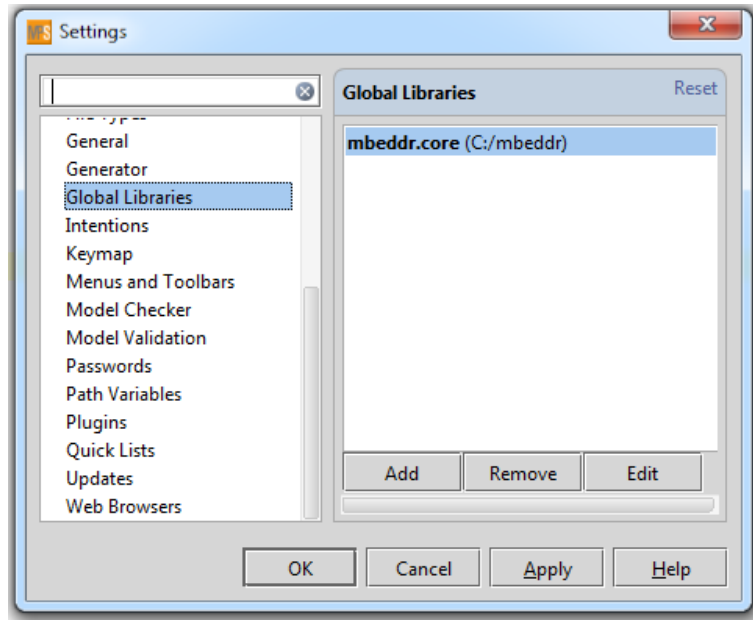 MPS Settings
Global Libraries Reset
General
Generator
Global Libraries
Intentions
Keymap
Menus and Toolbars
Model Checker
Model Validation
Passwords
Path Variables
Plugins
Quick Lists
Updates
Web Browsers
mbeddr.core (C:/mbeddr)
Add Remove Edit
OK Cancel Apply Help